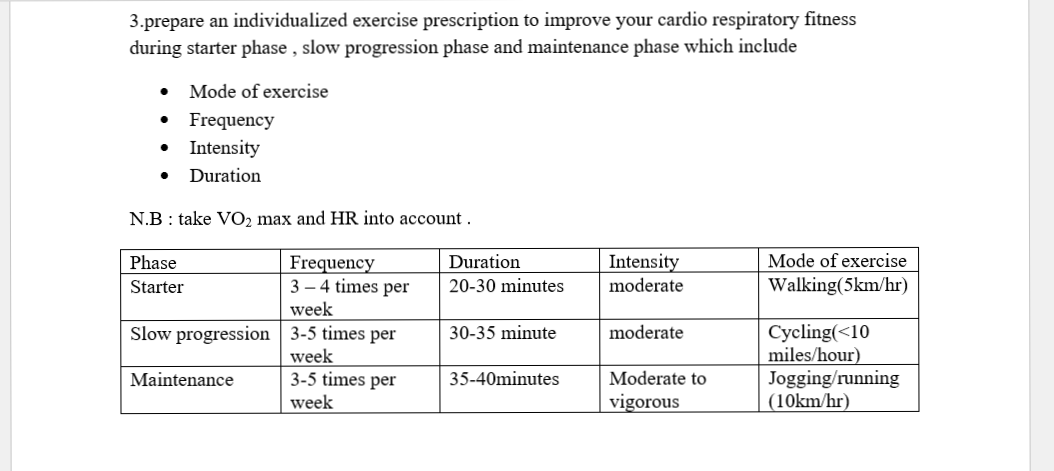 3.prepare an individualized exercise prescription to improve your cardio respiratory fitness
during starter phase , slow progression phase and maintenance phase which include
• Mode of exercise
• Frequency
• Intensity
• Duration
N.B : take VO₂ max and HR into account .
Phase Frequency Duration Intensity Mode of exercise
Starter 3 – 4 times per 20-30 minutes moderate Walking(5km/hr)
week
Slow progression 3-5 times per 30-35 minute moderate Cycling(<10
week miles/hour)
Maintenance 3-5 times per 35-40minutes Moderate to Jogging/running
week vigorous (10km/hr)